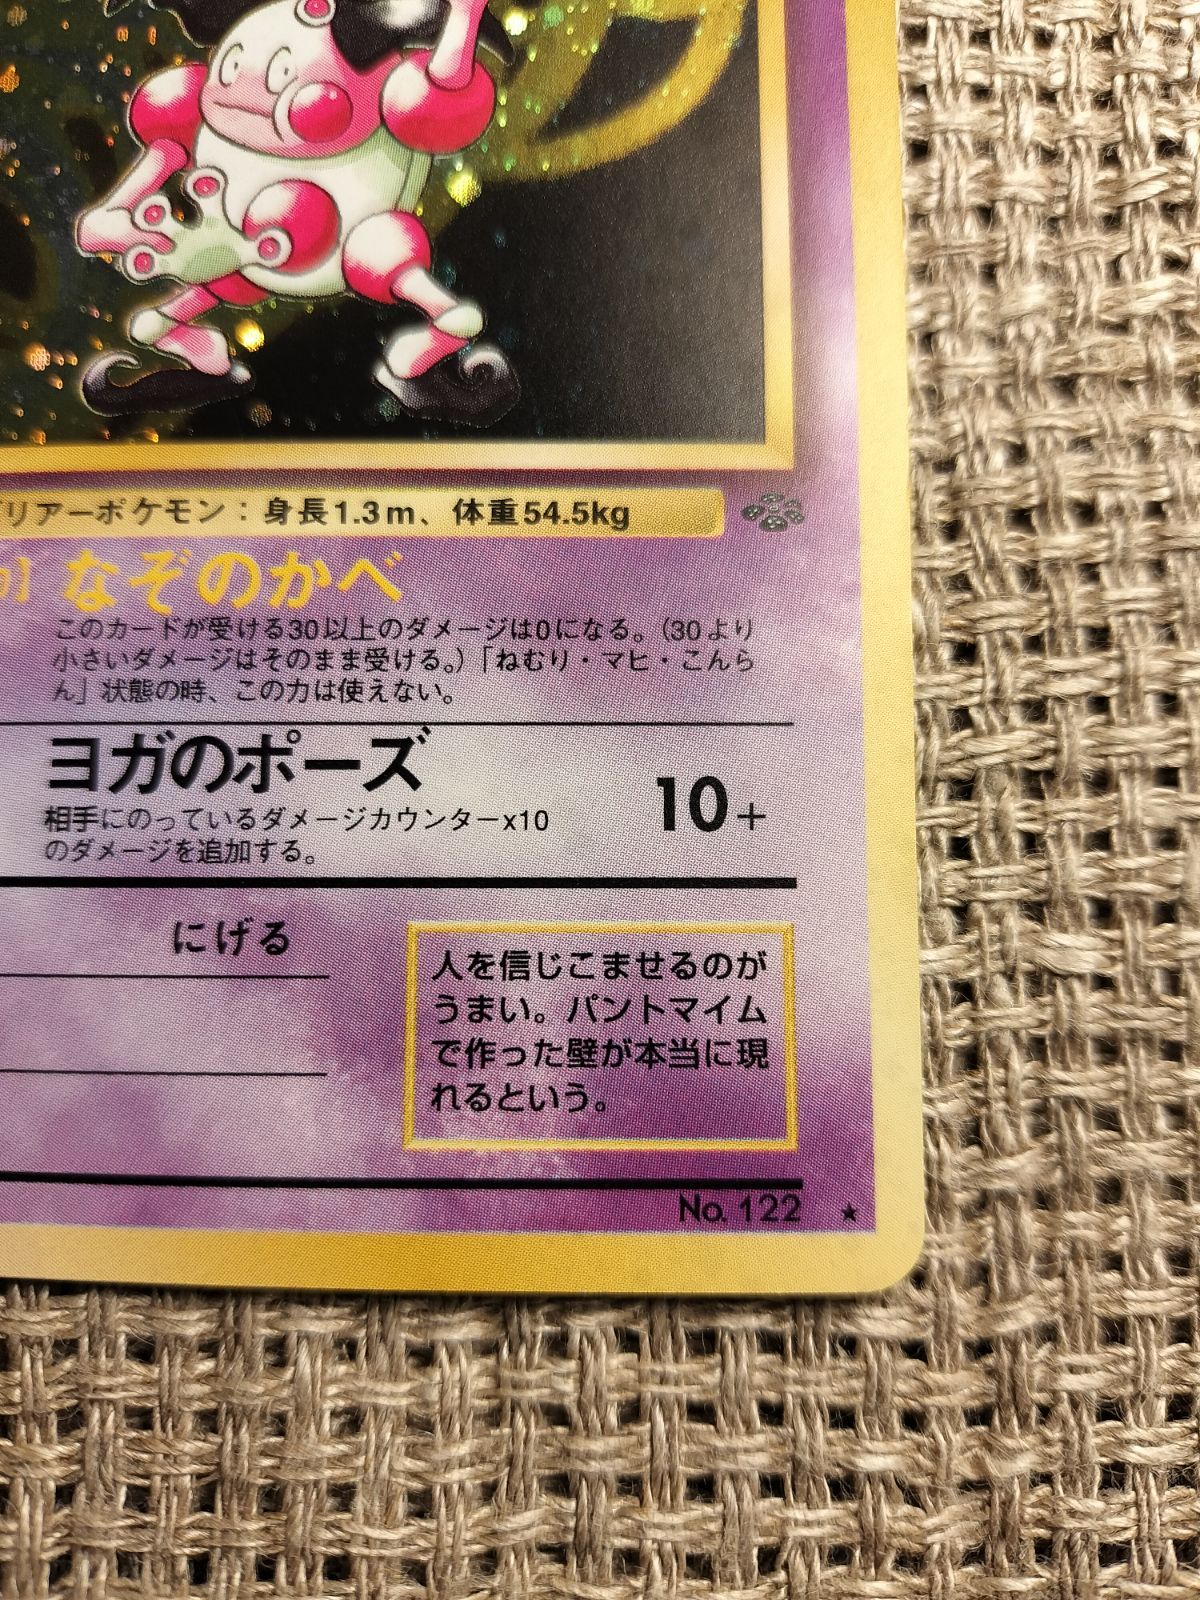 リアーポケモン：身長1.3m、体重54.5kg
なぞのかべ
このカードが受ける30以上のダメージは0になる。（30より
小さいダメージはそのまま受ける。）「ねむり・マヒ・こんら
ん」状態の時、この力は使えない。
ヨガのポーズ
10+
相手にのっているダメージカウンターx10
のダメージを追加する。
にげる
人を信じこませるのが
うまい。パントマイム
で作った壁が本当に現
れるという。
No. 122 ★